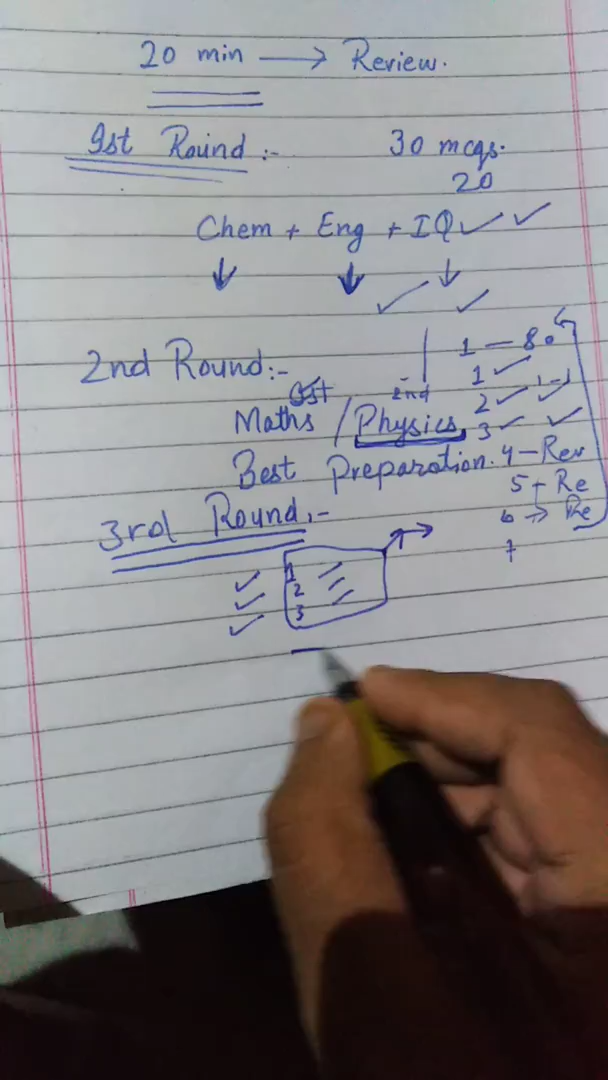 20 min → Review.
1st Round :- 30 mcqs.
20
Chem + Eng + IQ ✓ ✓
↓ ↓ ↓
✓ ✓
2nd Round:- 1 — 8.
1 ✓
1st 2nd 2 ✓ ✓
Maths / Physics 3 ✓ ✓
Best Preparation. 4 - Rev
5 - Re
3rd Round:- 6 → Re
7
✓ 1
✓ 2
✓ 3